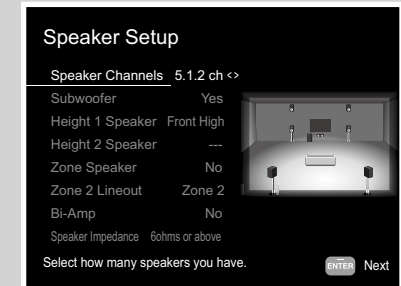 Speaker Setup
Speaker Channels 5.1.2 ch <>
Subwoofer Yes
Height 1 Speaker Front High
Height 2 Speaker ---
Zone Speaker No
Zone 2 Lineout Zone 2
Bi-Amp No
Speaker Impedance 6ohms or above
Select how many speakers you have.
ENTER Next